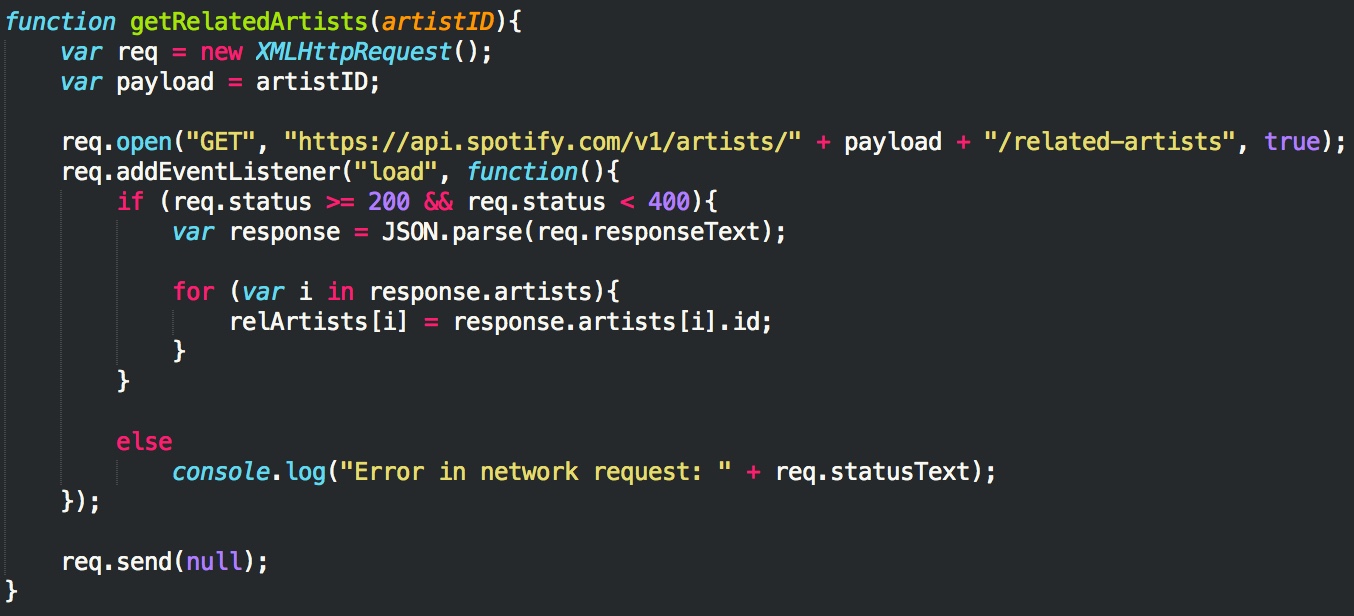 function getRelatedArtists(artistID){
    var req = new XMLHttpRequest();
    var payload = artistID;

    req.open("GET", "https://api.spotify.com/v1/artists/" + payload + "/related-artists", true);
    req.addEventListener("load", function(){
        if (req.status >= 200 && req.status < 400){
            var response = JSON.parse(req.responseText);

            for (var i in response.artists){
                relArtists[i] = response.artists[i].id;
            }
        }

        else
            console.log("Error in network request: " + req.statusText);
    });

    req.send(null);
}